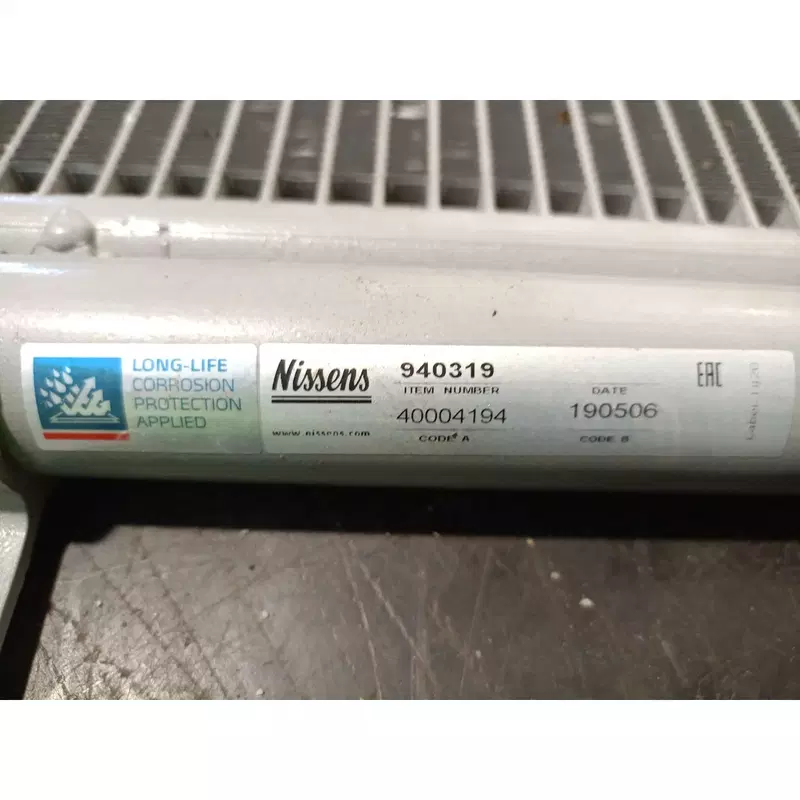 LONG-LIFE
CORROSION
PROTECTION
APPLIED
Nissens
www.nissens.com
940319
ITEM NUMBER
40004194
CODE A
DATE
190506
CODE B
EAC